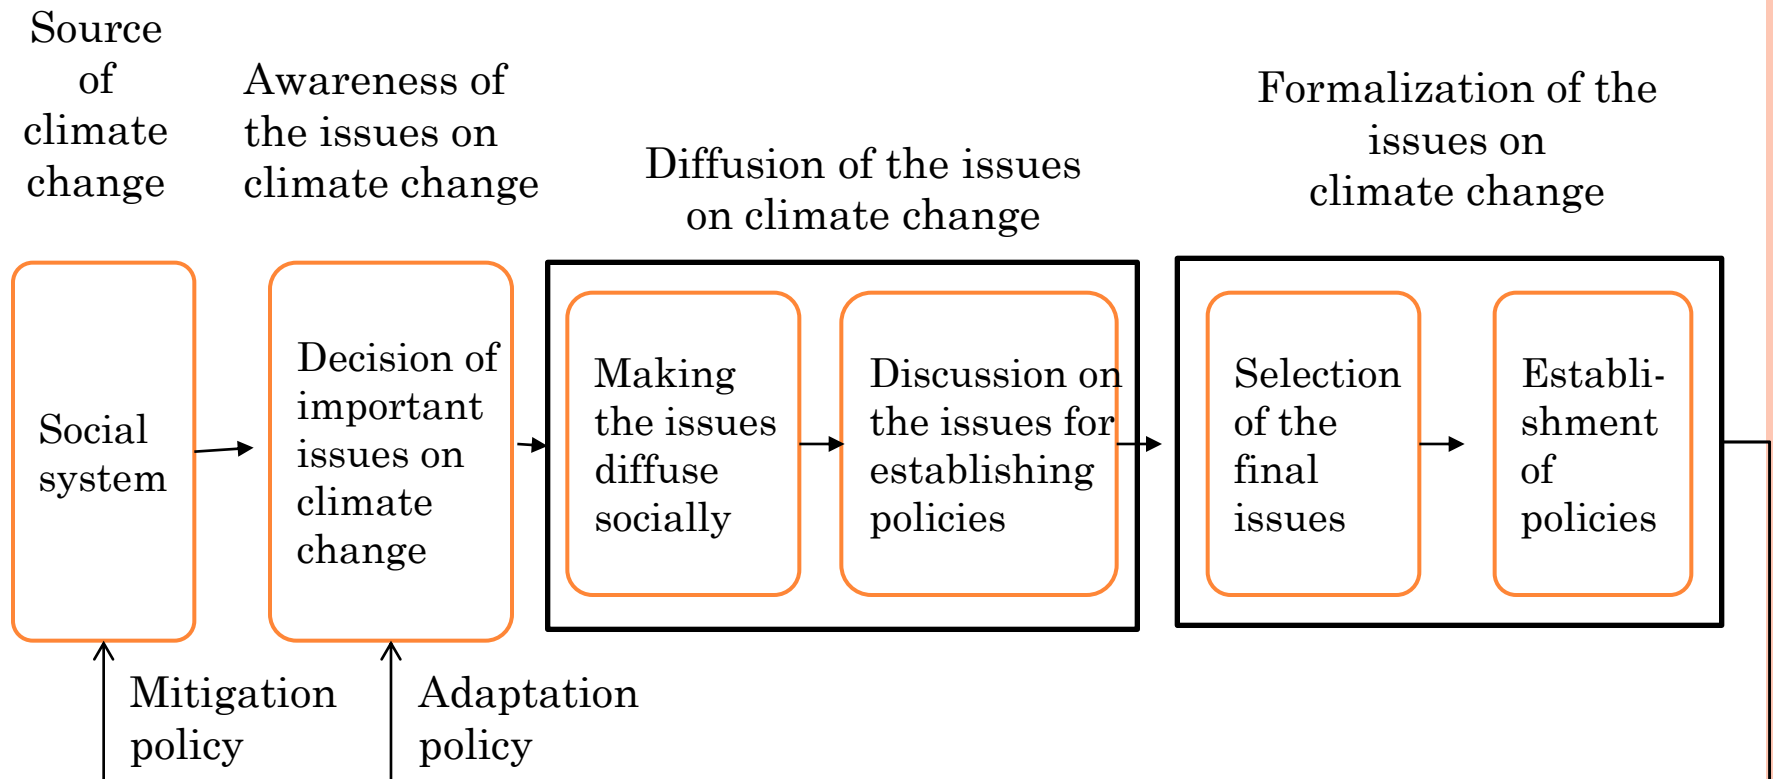 Source
of
climate
change
Awareness of
the issues on
climate change
Diffusion of the issues
on climate change
Formalization of the
issues on
climate change
Social
system
Decision of
important
issues on
climate
change
Making
the issues
diffuse
socially
Discussion on
the issues for
establishing
policies
Selection
of the
final
issues
Establi-
shment
of
policies
Mitigation
policy
Adaptation
policy